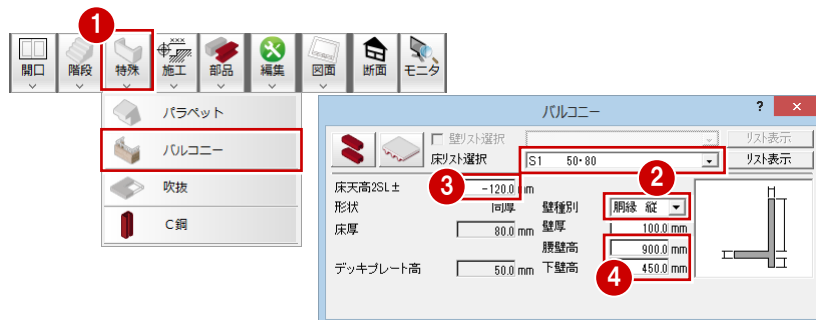 1
開口 階段 特殊 施工 部品 編集 図面 断面 モニタ
パラペット
バルコニー
吹抜
C鋼
バルコニー ? ×
壁リスト選択 リスト表示
床リスト選択 S1 50・80 リスト表示
3 2
床天高2SL± -120.0 mm
形状 同厚 壁種別 胴縁 縦
床厚 80.0 mm 壁厚 100.0 mm
腰壁高 900.0 mm
4
デッキプレート高 50.0 mm 下壁高 450.0 mm